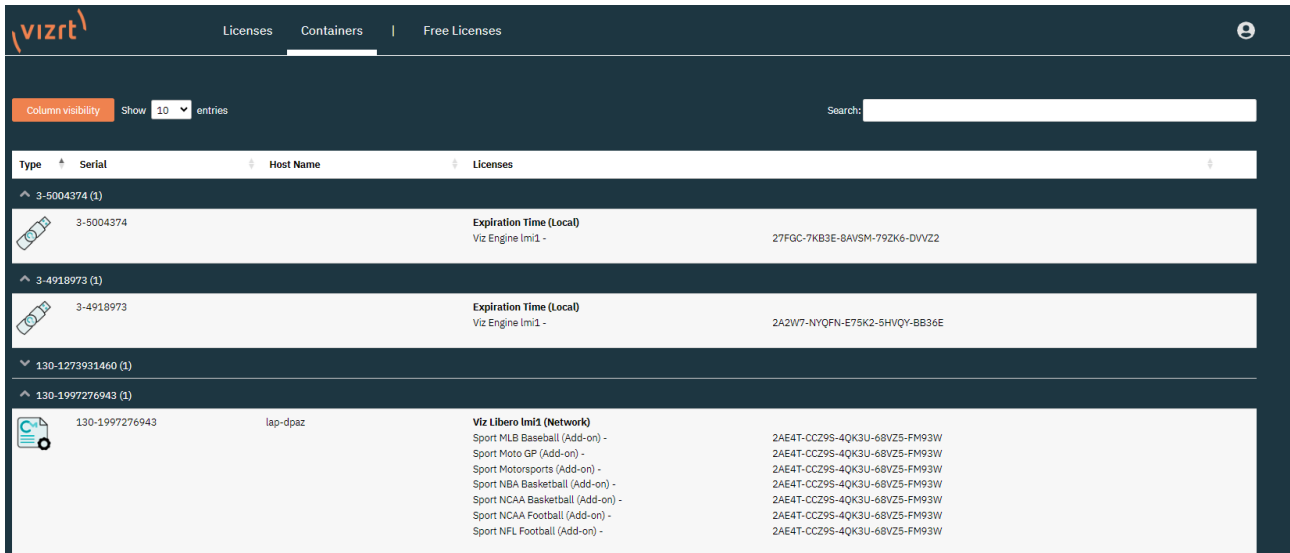 vizrt
Licenses Containers | Free Licenses
Column visibility Show 10 entries Search:
Type Serial Host Name Licenses
3-5004374 (1)
3-5004374 Expiration Time (Local)
Viz Engine lmi1 - 27FGC-7KB3E-8AVSM-79ZK6-DVVZ2
3-4918973 (1)
3-4918973 Expiration Time (Local)
Viz Engine lmi1 - 2A2W7-NYQFN-E75K2-5HVQY-BB36E
130-1273931460 (1)
130-1997276943 (1)
130-1997276943 lap-dpaz Viz Libero lmi1 (Network)
Sport MLB Baseball (Add-on) - 2AE4T-CCZ9S-4QK3U-68VZ5-FM93W
Sport Moto GP (Add-on) - 2AE4T-CCZ9S-4QK3U-68VZ5-FM93W
Sport Motorsports (Add-on) - 2AE4T-CCZ9S-4QK3U-68VZ5-FM93W
Sport NBA Basketball (Add-on) - 2AE4T-CCZ9S-4QK3U-68VZ5-FM93W
Sport NCAA Basketball (Add-on) - 2AE4T-CCZ9S-4QK3U-68VZ5-FM93W
Sport NCAA Football (Add-on) - 2AE4T-CCZ9S-4QK3U-68VZ5-FM93W
Sport NFL Football (Add-on) - 2AE4T-CCZ9S-4QK3U-68VZ5-FM93W